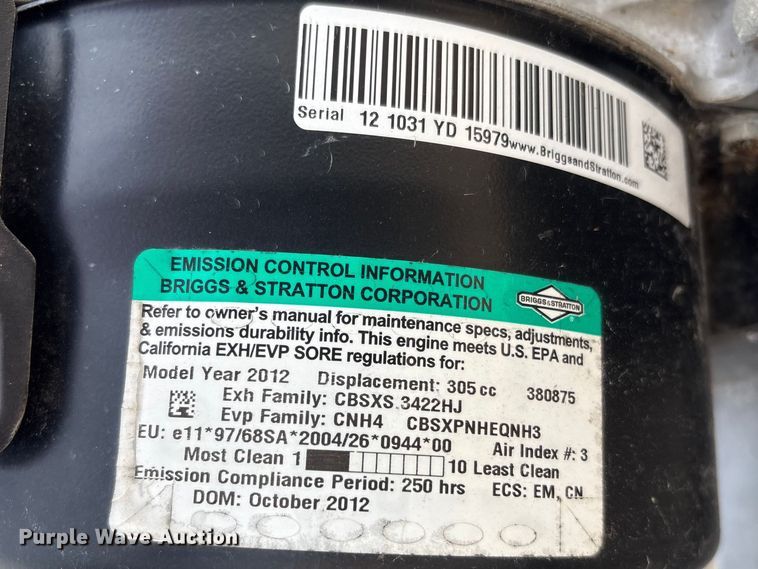 Serial 12 1031 YD 15979 www.BriggsandStratton.com
EMISSION CONTROL INFORMATION
BRIGGS & STRATTON CORPORATION
BRIGGS & STRATTON
®
Refer to owner's manual for maintenance specs, adjustments,
& emissions durability info. This engine meets U.S. EPA and
California EXH/EVP SORE regulations for:
Model Year 2012 Displacement: 305 cc 380875
Exh Family: CBSXS.3422HJ
Evp Family: CNH4 CBSXPNHEQNH3
EU: e11*97/68SA*2004/26*0944*00 Air Index #: 3
Most Clean 1 10 Least Clean
Emission Compliance Period: 250 hrs ECS: EM, CN
DOM: October 2012
Purple Wave Auction